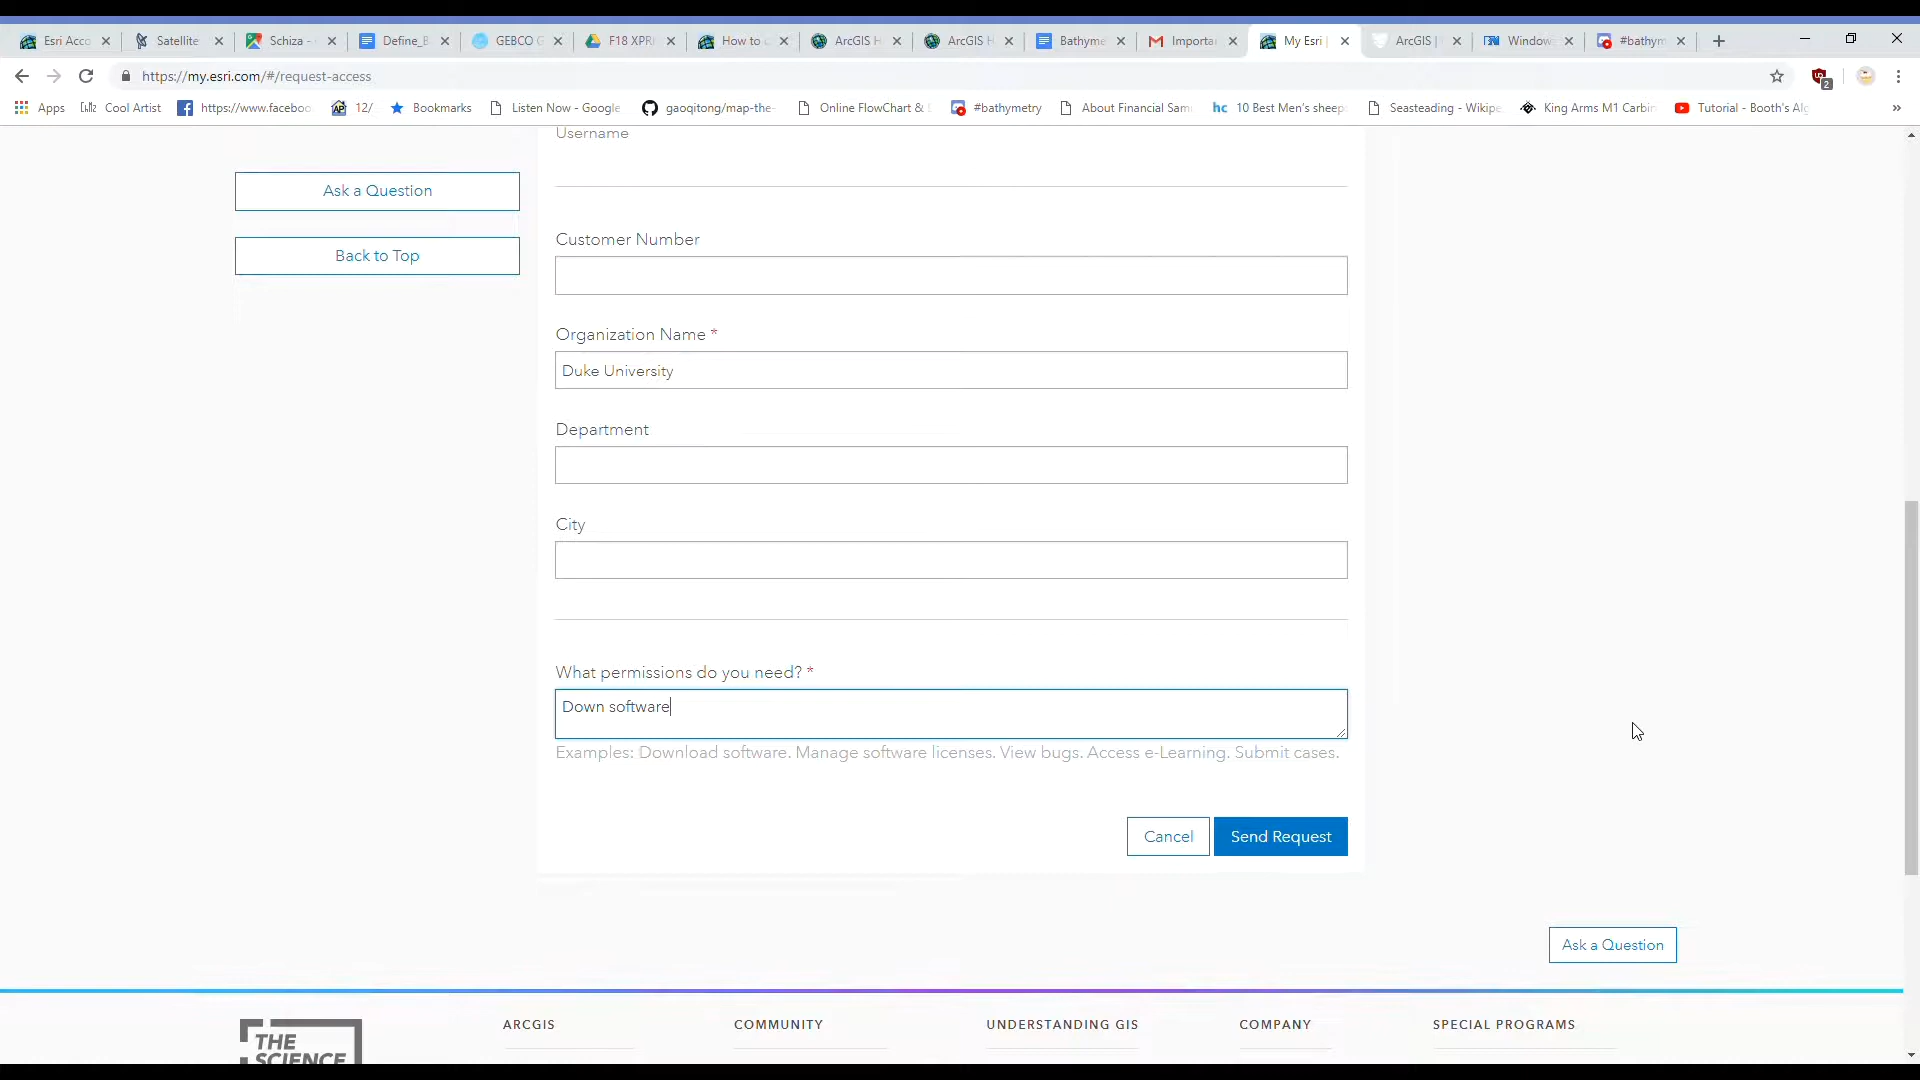 Esri Acco
Satellite
Schiza -
Define_B
GEBCO G
F18 XPRI
How to c
ArcGIS H
ArcGIS H
Bathyme
Importa
My Esri |
ArcGIS |
Window
#bathym
https://my.esri.com/#/request-access
2
Apps
Cool Artist
https://www.faceboo
12/
Bookmarks
Listen Now - Google
gaoqitong/map-the-
Online FlowChart &
#bathymetry
About Financial Sam
hc 10 Best Men's sheep
Seasteading - Wikipe
King Arms M1 Carbin
Tutorial - Booth's Alg
»
Username
Ask a Question
Back to Top
Customer Number
Organization Name *
Duke University
Department
City
What permissions do you need? *
Down software
Examples: Download software. Manage software licenses. View bugs. Access e-Learning. Submit cases.
Cancel
Send Request
Ask a Question
THE
SCIENCE
ARCGIS
COMMUNITY
UNDERSTANDING GIS
COMPANY
SPECIAL PROGRAMS